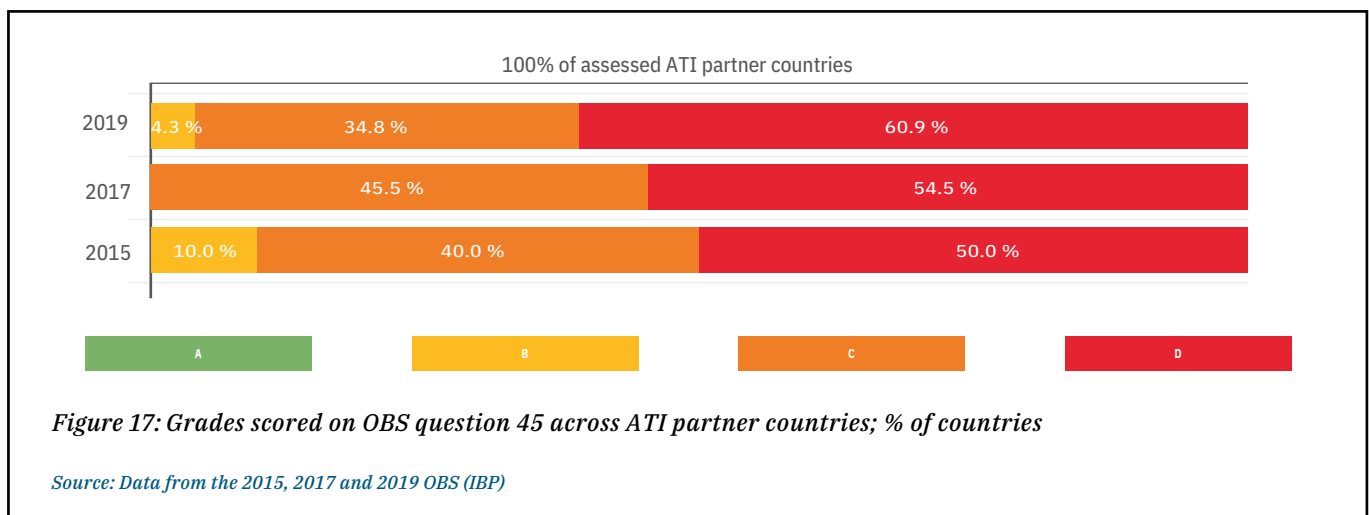 100% of assessed ATI partner countries
2019 4.3 % 34.8 % 60.9 %
2017 45.5 % 54.5 %
2015 10.0 % 40.0 % 50.0 %
A B C D
Figure 17: Grades scored on OBS question 45 across ATI partner countries; % of countries
Source: Data from the 2015, 2017 and 2019 OBS (IBP)